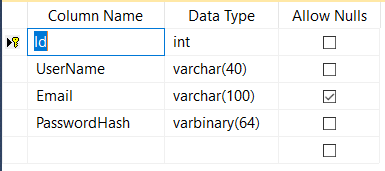 Column Name Data Type Allow Nulls
Id int
UserName varchar(40)
Email varchar(100)
PasswordHash varbinary(64)